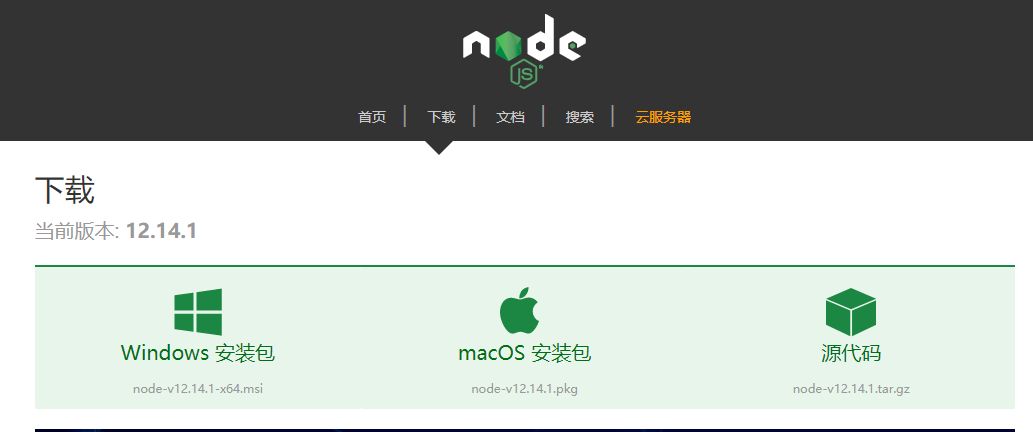 node
JS
首页 下载 文档 搜索 云服务器
下载
当前版本: 12.14.1
Windows 安装包 macOS 安装包 源代码
node-v12.14.1-x64.msi node-v12.14.1.pkg node-v12.14.1.tar.gz